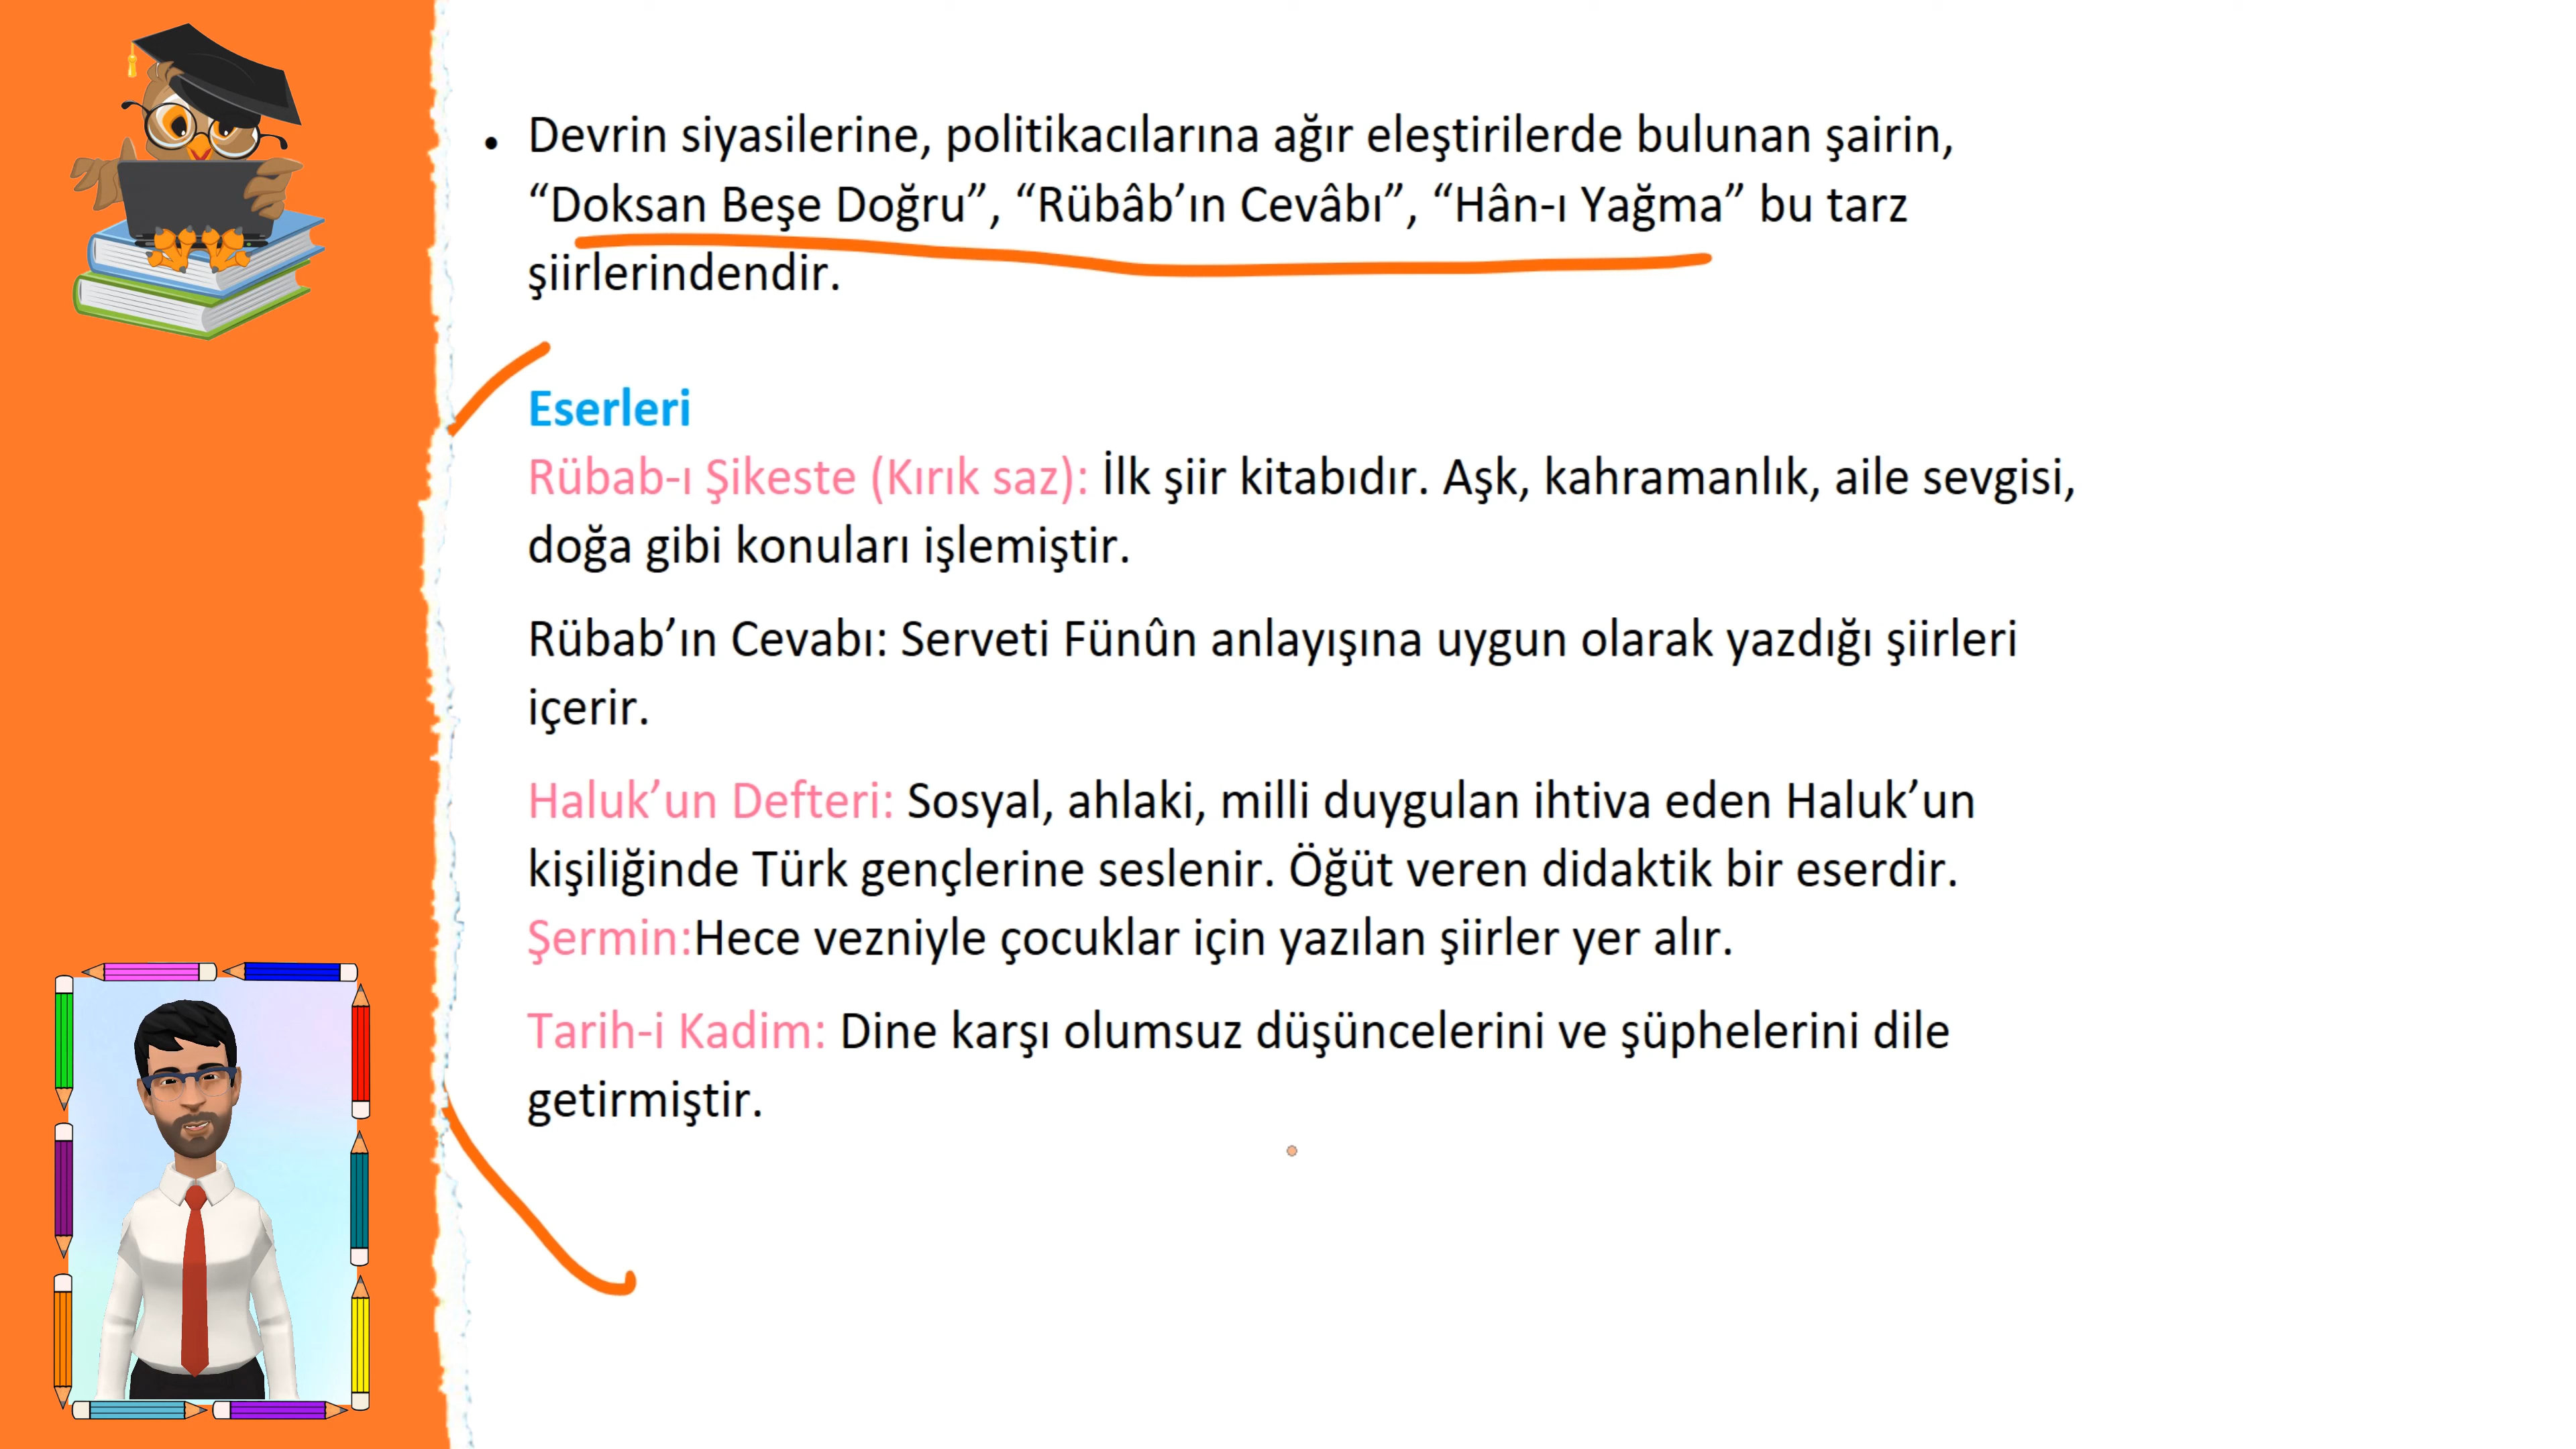 • Devrin siyasilerine, politikacılarına ağır eleştirilerde bulunan şairin,
“Doksan Beşe Doğru”, “Rübâb’ın Cevâbı”, “Hân-ı Yağma” bu tarz
şiirlerindendir.
Eserleri
Rübab-ı Şikeste (Kırık saz): İlk şiir kitabıdır. Aşk, kahramanlık, aile sevgisi,
doğa gibi konuları işlemiştir.
Rübab’ın Cevabı: Serveti Fünûn anlayışına uygun olarak yazdığı şiirleri
içerir.
Haluk’un Defteri: Sosyal, ahlaki, milli duygulan ihtiva eden Haluk’un
kişiliğinde Türk gençlerine seslenir. Öğüt veren didaktik bir eserdir.
Şermin:Hece vezniyle çocuklar için yazılan şiirler yer alır.
Tarih-i Kadim: Dine karşı olumsuz düşüncelerini ve şüphelerini dile
getirmiştir.